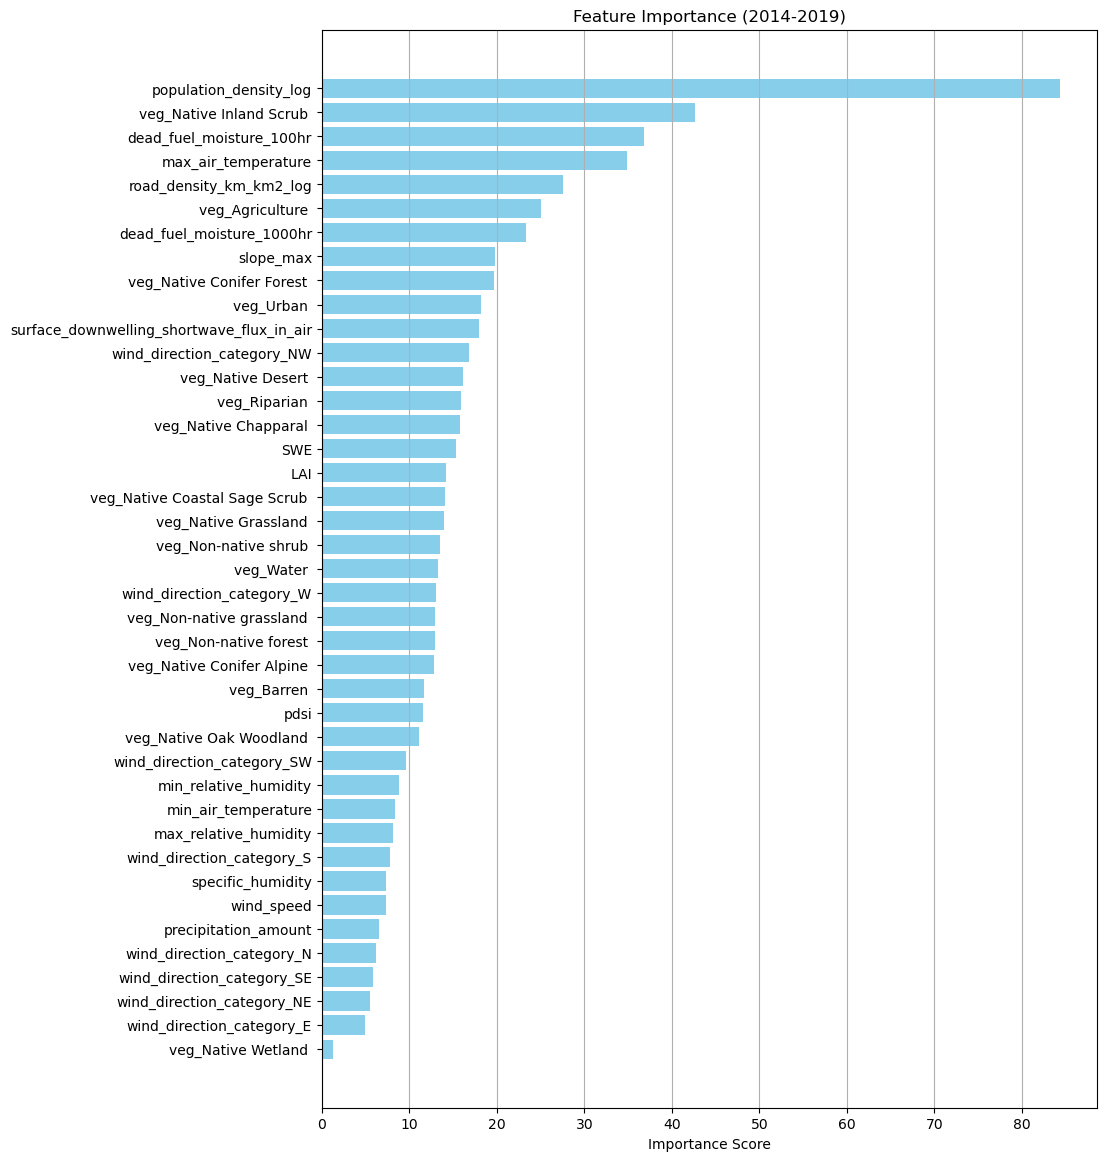 Feature Importance (2014-2019)
population_density_log
veg_Native Inland Scrub
dead_fuel_moisture_100hr
max_air_temperature
road_density_km_km2_log
veg_Agriculture
dead_fuel_moisture_1000hr
slope_max
veg_Native Conifer Forest
veg_Urban
surface_downwelling_shortwave_flux_in_air
wind_direction_category_NW
veg_Native Desert
veg_Riparian
veg_Native Chapparal
SWE
LAI
veg_Native Coastal Sage Scrub
veg_Native Grassland
veg_Non-native shrub
veg_Water
wind_direction_category_W
veg_Non-native grassland
veg_Non-native forest
veg_Native Conifer Alpine
veg_Barren
pdsi
veg_Native Oak Woodland
wind_direction_category_SW
min_relative_humidity
min_air_temperature
max_relative_humidity
wind_direction_category_S
specific_humidity
wind_speed
precipitation_amount
wind_direction_category_N
wind_direction_category_SE
wind_direction_category_NE
wind_direction_category_E
veg_Native Wetland
0 10 20 30 40 50 60 70 80
Importance Score